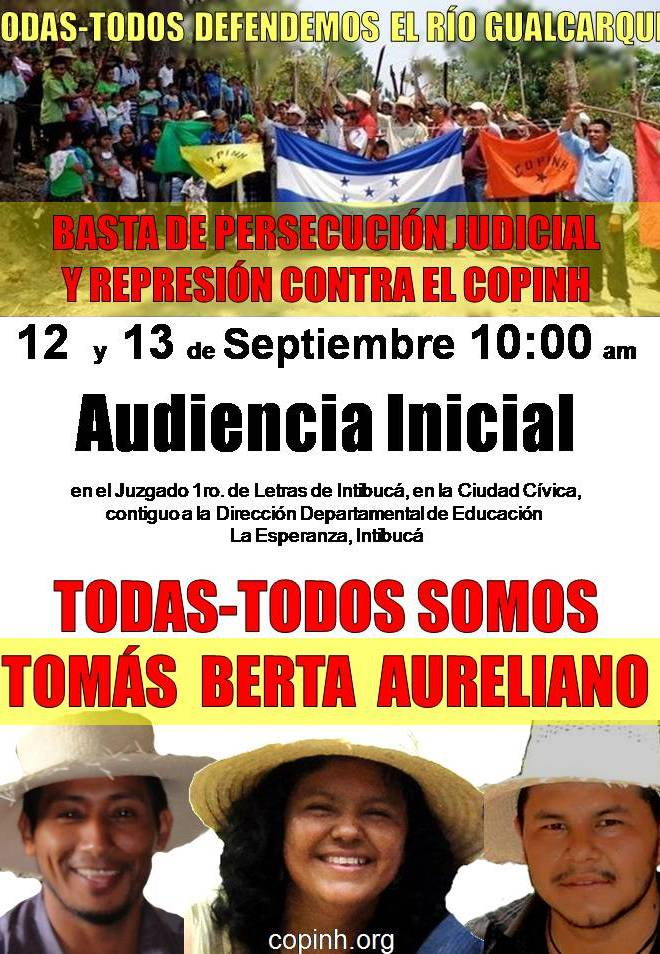 ODAS-TODOS DEFENDEMOS EL RÍO GUALCARQU
COPINH
COPINH
BASTA DE PERSECUCIÓN JUDICIAL
Y REPRESIÓN CONTRA EL COPINH
12 y 13 de Septiembre 10:00 am
Audiencia Inicial
en el Juzgado 1ro. de Letras de Intibucá, en la Ciudad Cívica,
contiguo a la Dirección Departamental de Educación
La Esperanza, Intibucá
TODAS-TODOS SOMOS
TOMÁS BERTA AURELIANO
copinh.org